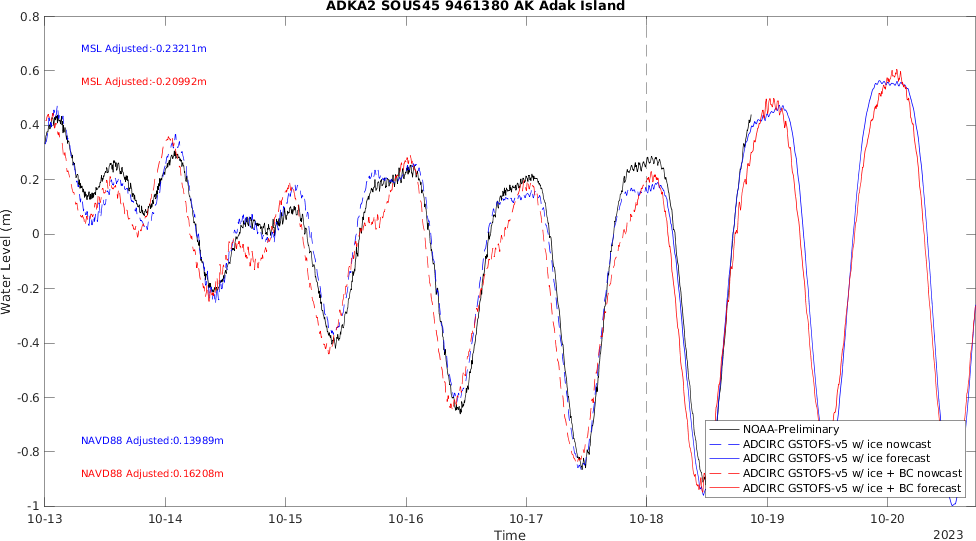 ADKA2 SOUS45 9461380 AK Adak Island
0.8
0.6
0.4
0.2
0
-0.2
-0.4
-0.6
-0.8
-1
Water Level (m)
MSL Adjusted:-0.23211m
MSL Adjusted:-0.20992m
NAVD88 Adjusted:0.13989m
NAVD88 Adjusted:0.16208m
NOAA-Preliminary
ADCIRC GSTOFS-v5 w/ ice nowcast
ADCIRC GSTOFS-v5 w/ ice forecast
ADCIRC GSTOFS-v5 w/ ice + BC nowcast
ADCIRC GSTOFS-v5 w/ ice + BC forecast
10-13 10-14 10-15 10-16 10-17 10-18 10-19 10-20
Time
2023